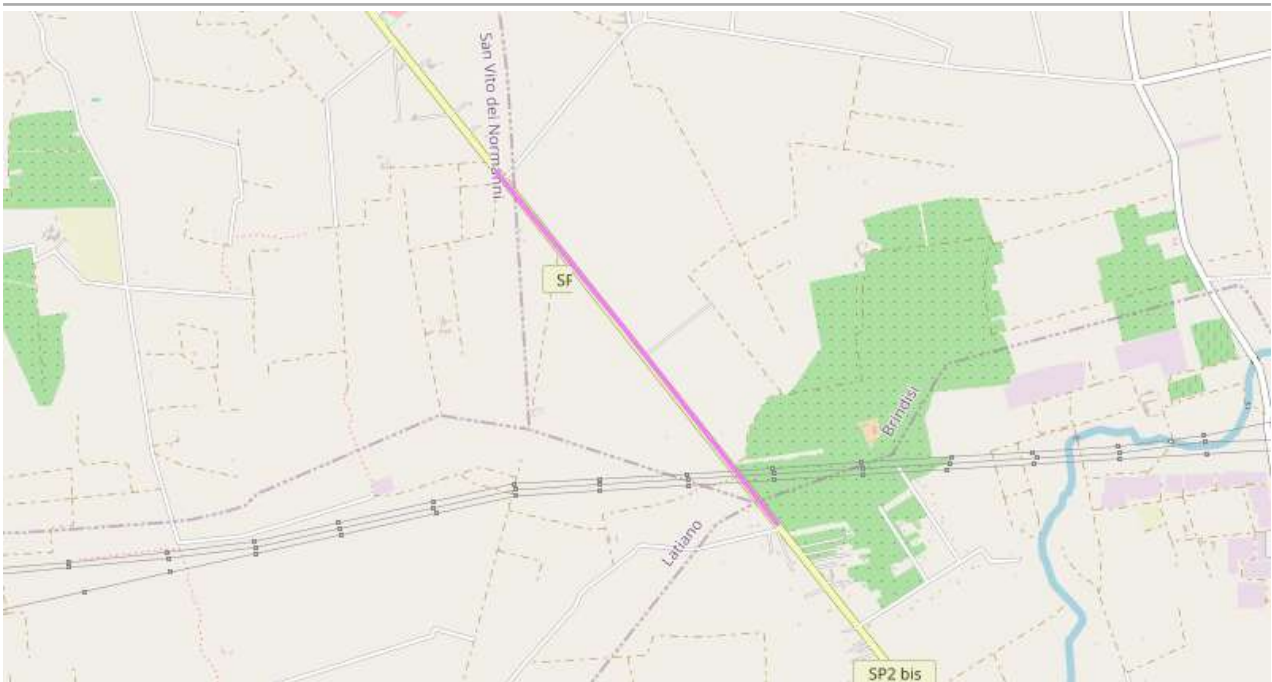 San Vito dei Normanni
SP
Brindisi
Latiano
SP2 bis